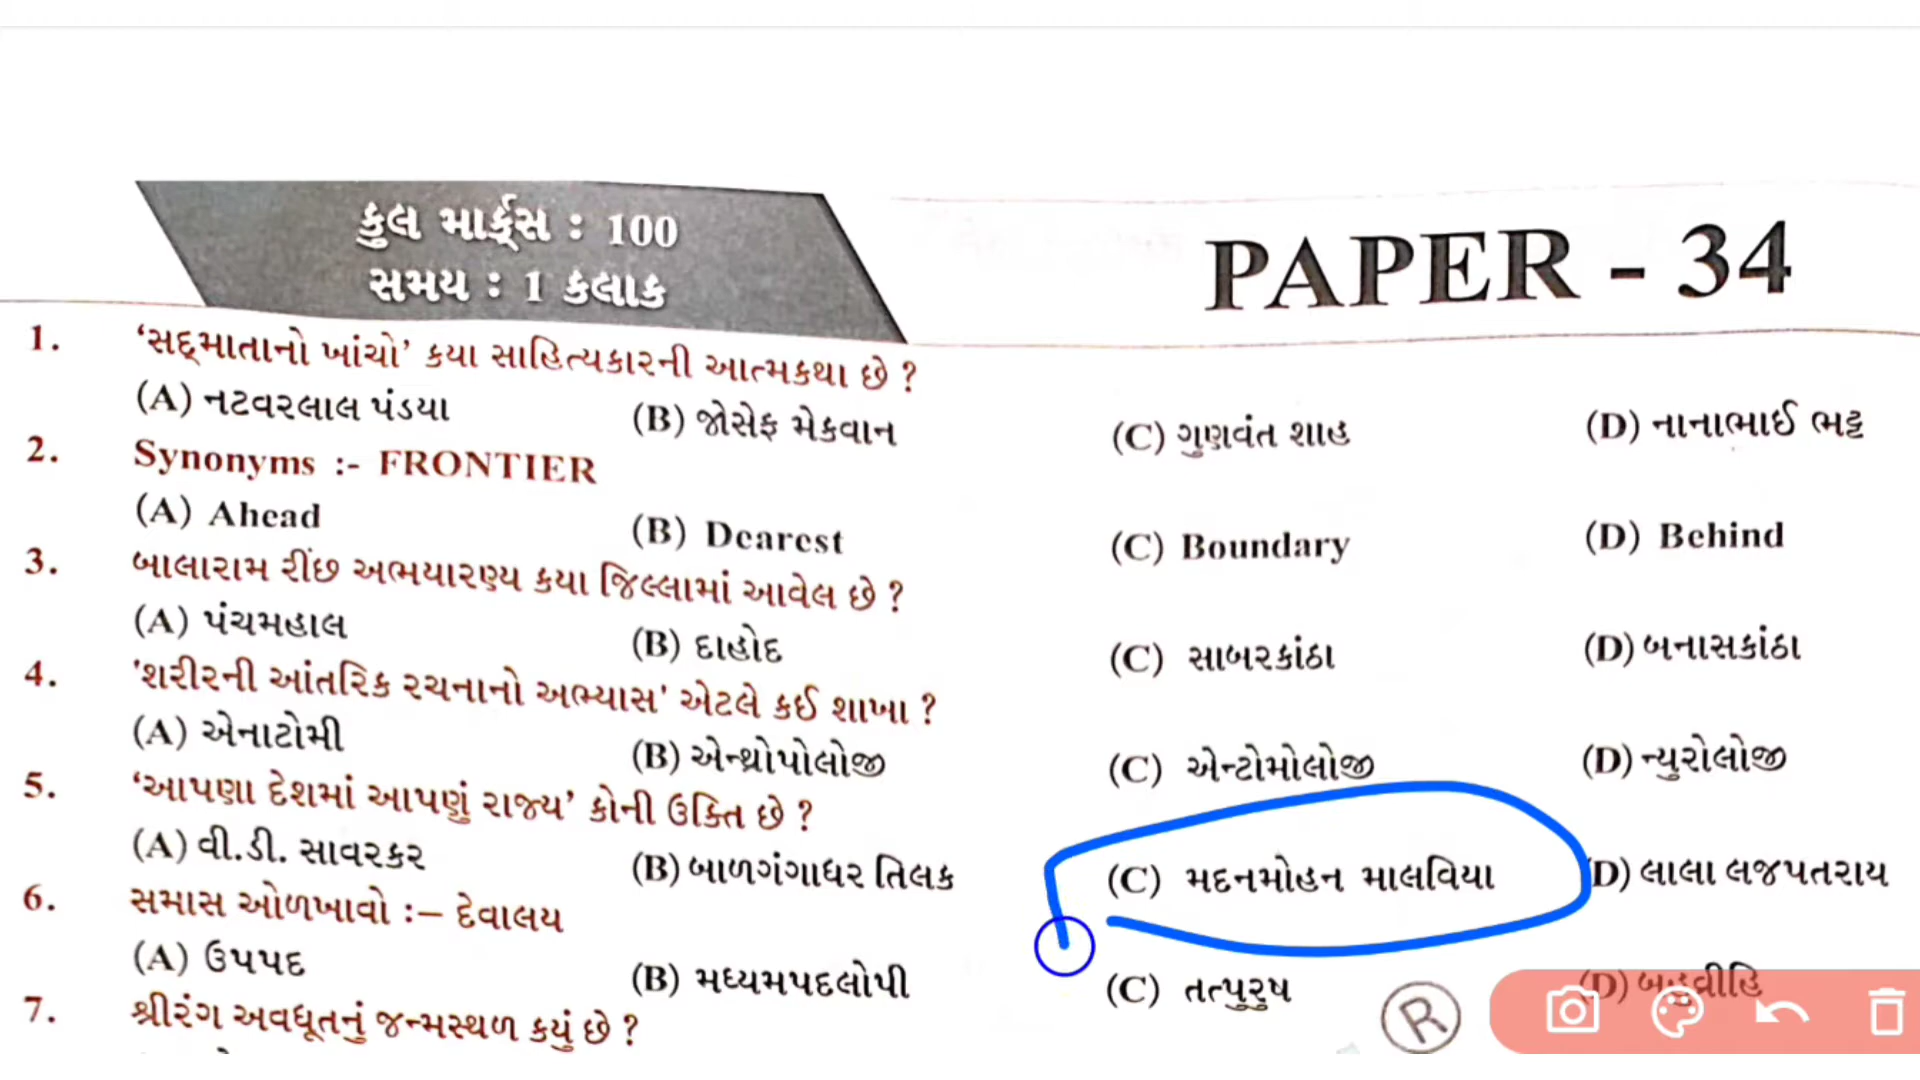 કુલ માર્ક્સ : 100
સમય : 1 કલાક
PAPER - 34
1. ‘સદ્દમાતાનો ખાંચો’ કયા સાહિત્યકારની આત્મકથા છે ?
(A) નટવરલાલ પંડયા (B) જોસેફ મેકવાન (C) ગુણવંત શાહ (D) નાનાભાઈ ભટ્ટ
2. Synonyms :- FRONTIER
(A) Ahead (B) Dearest (C) Boundary (D) Behind
3. બાલારામ રીંછ અભયારણ્ય કયા જિલ્લામાં આવેલ છે ?
(A) પંચમહાલ (B) દાહોદ (C) સાબરકાંઠા (D) બનાસકાંઠા
4. 'શરીરની આંતરિક રચનાનો અભ્યાસ' એટલે કઈ શાખા ?
(A) એનાટોમી (B) એન્થ્રોપોલોજી (C) એન્ટોમોલોજી (D) ન્યુરોલોજી
5. ‘આપણા દેશમાં આપણું રાજ્ય’ કોની ઉક્તિ છે ?
(A) વી.ડી. સાવરકર (B) બાળગંગાધર તિલક (C) મદનમોહન માલવિયા (D) લાલા લજપતરાય
6. સમાસ ઓળખાવો :– દેવાલય
(A) ઉપપદ (B) મધ્યમપદલોપી (C) તત્પુરુષ (D) બહુવ્રીહિ
7. શ્રીરંગ અવધૂતનું જન્મસ્થળ કયું છે ?
R